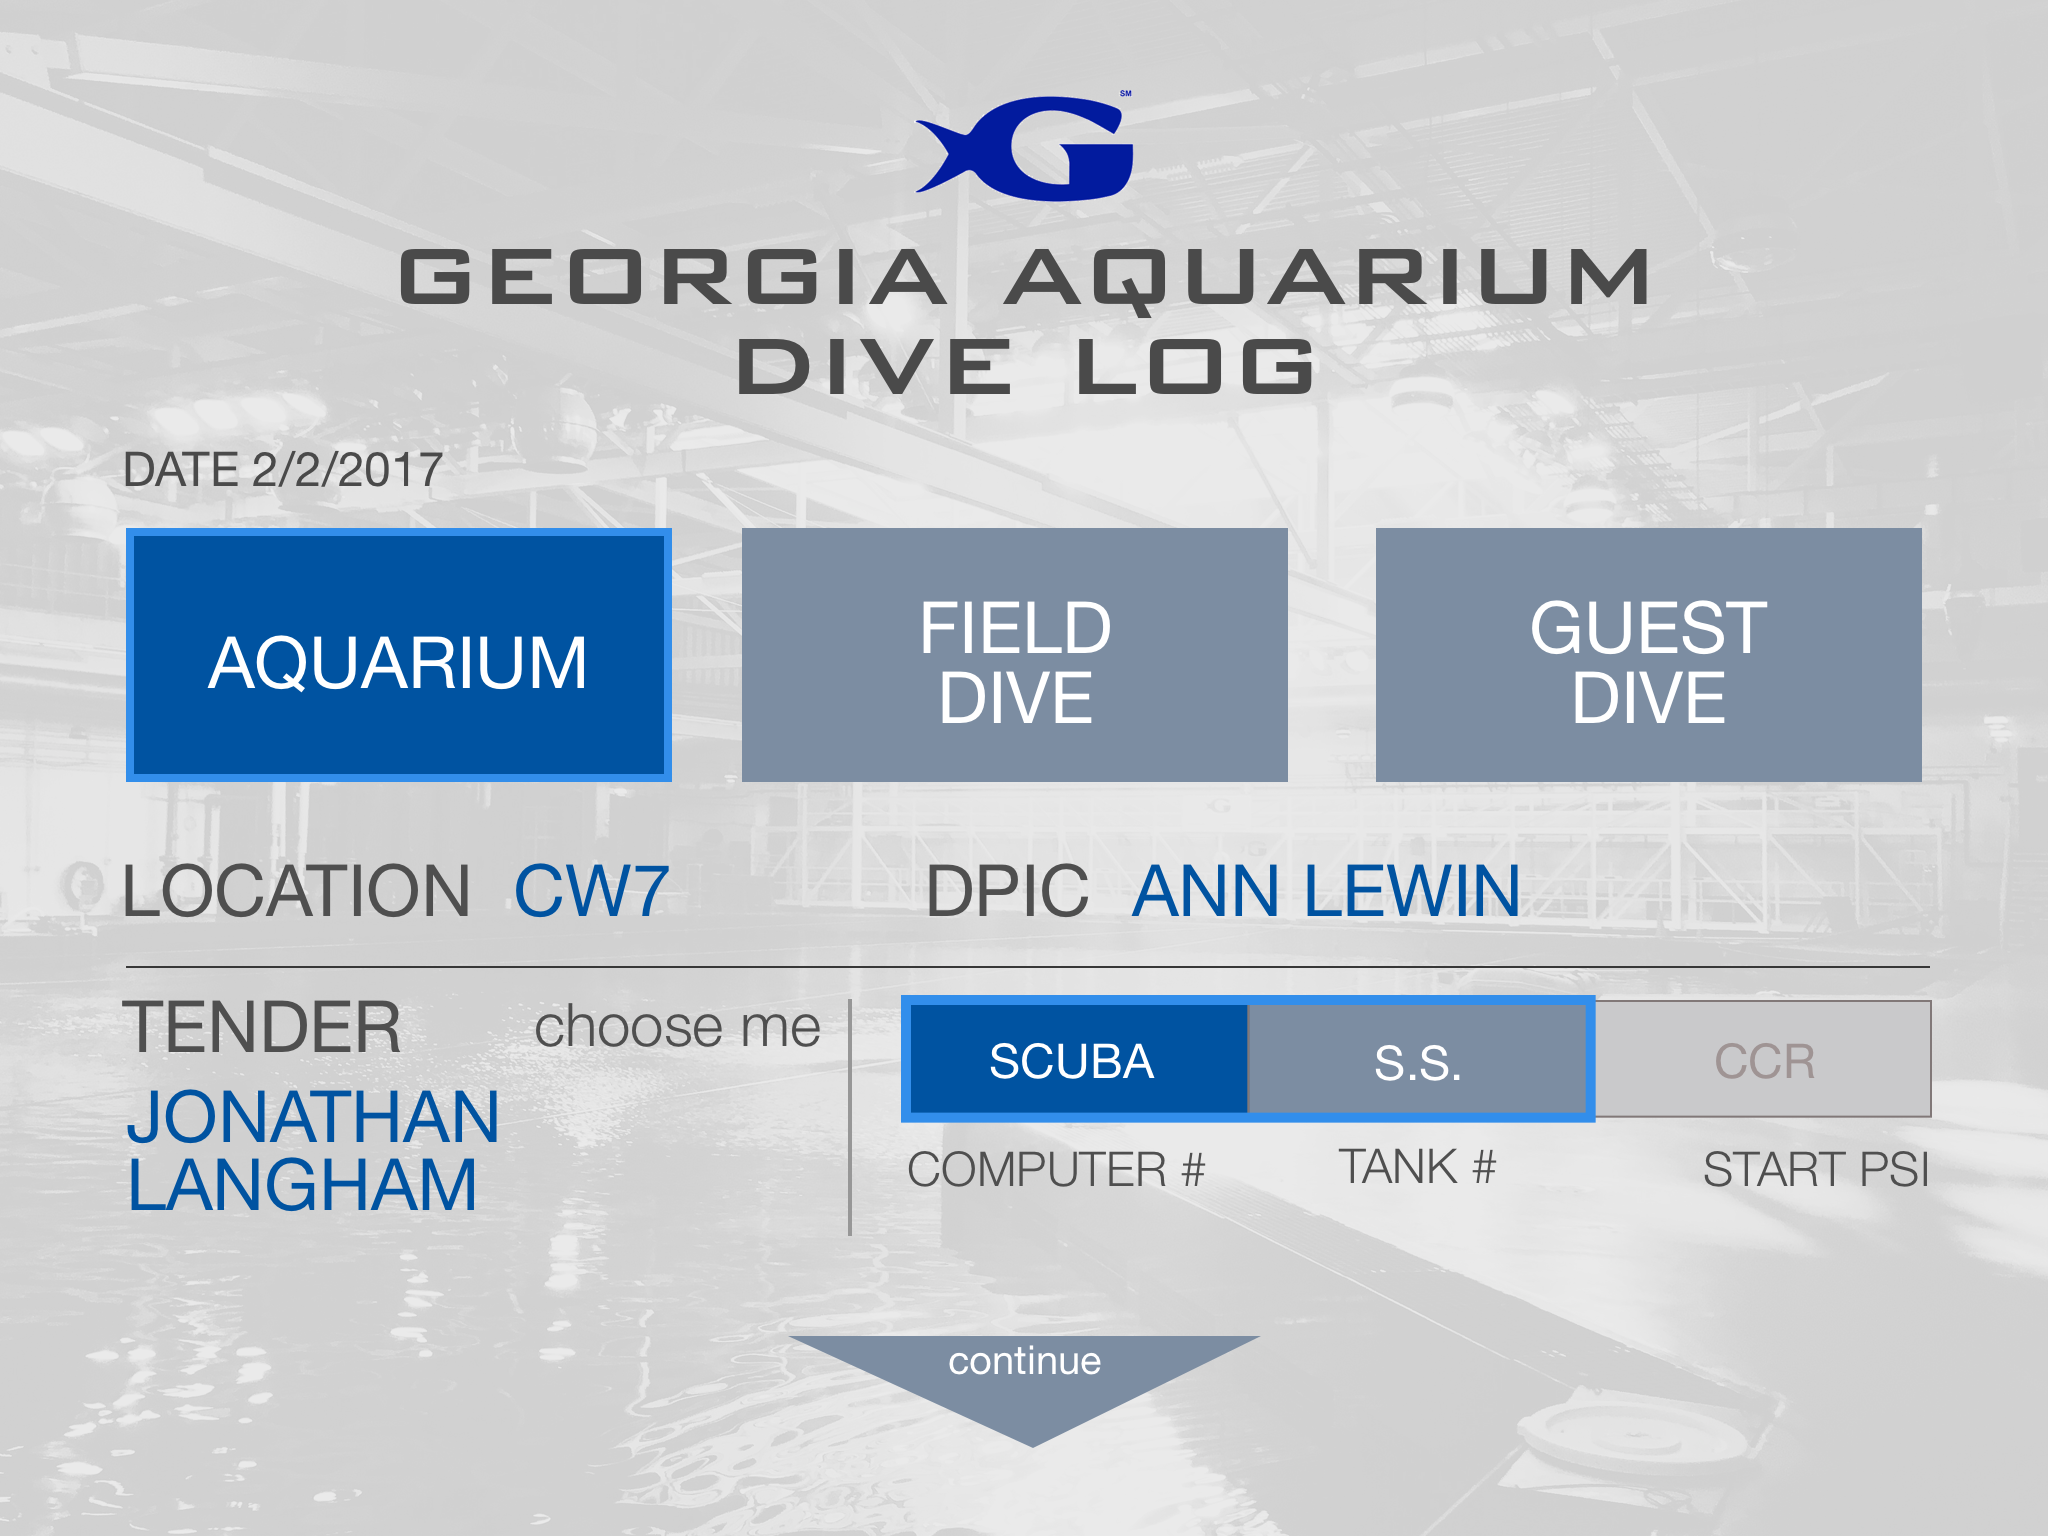 SM
GEORGIA AQUARIUM
DIVE LOG
DATE 2/2/2017
AQUARIUM
FIELD
DIVE
GUEST
DIVE
LOCATION CW7
DPIC ANN LEWIN
TENDER choose me
JONATHAN
LANGHAM
SCUBA
S.S.
CCR
COMPUTER #
TANK #
START PSI
continue